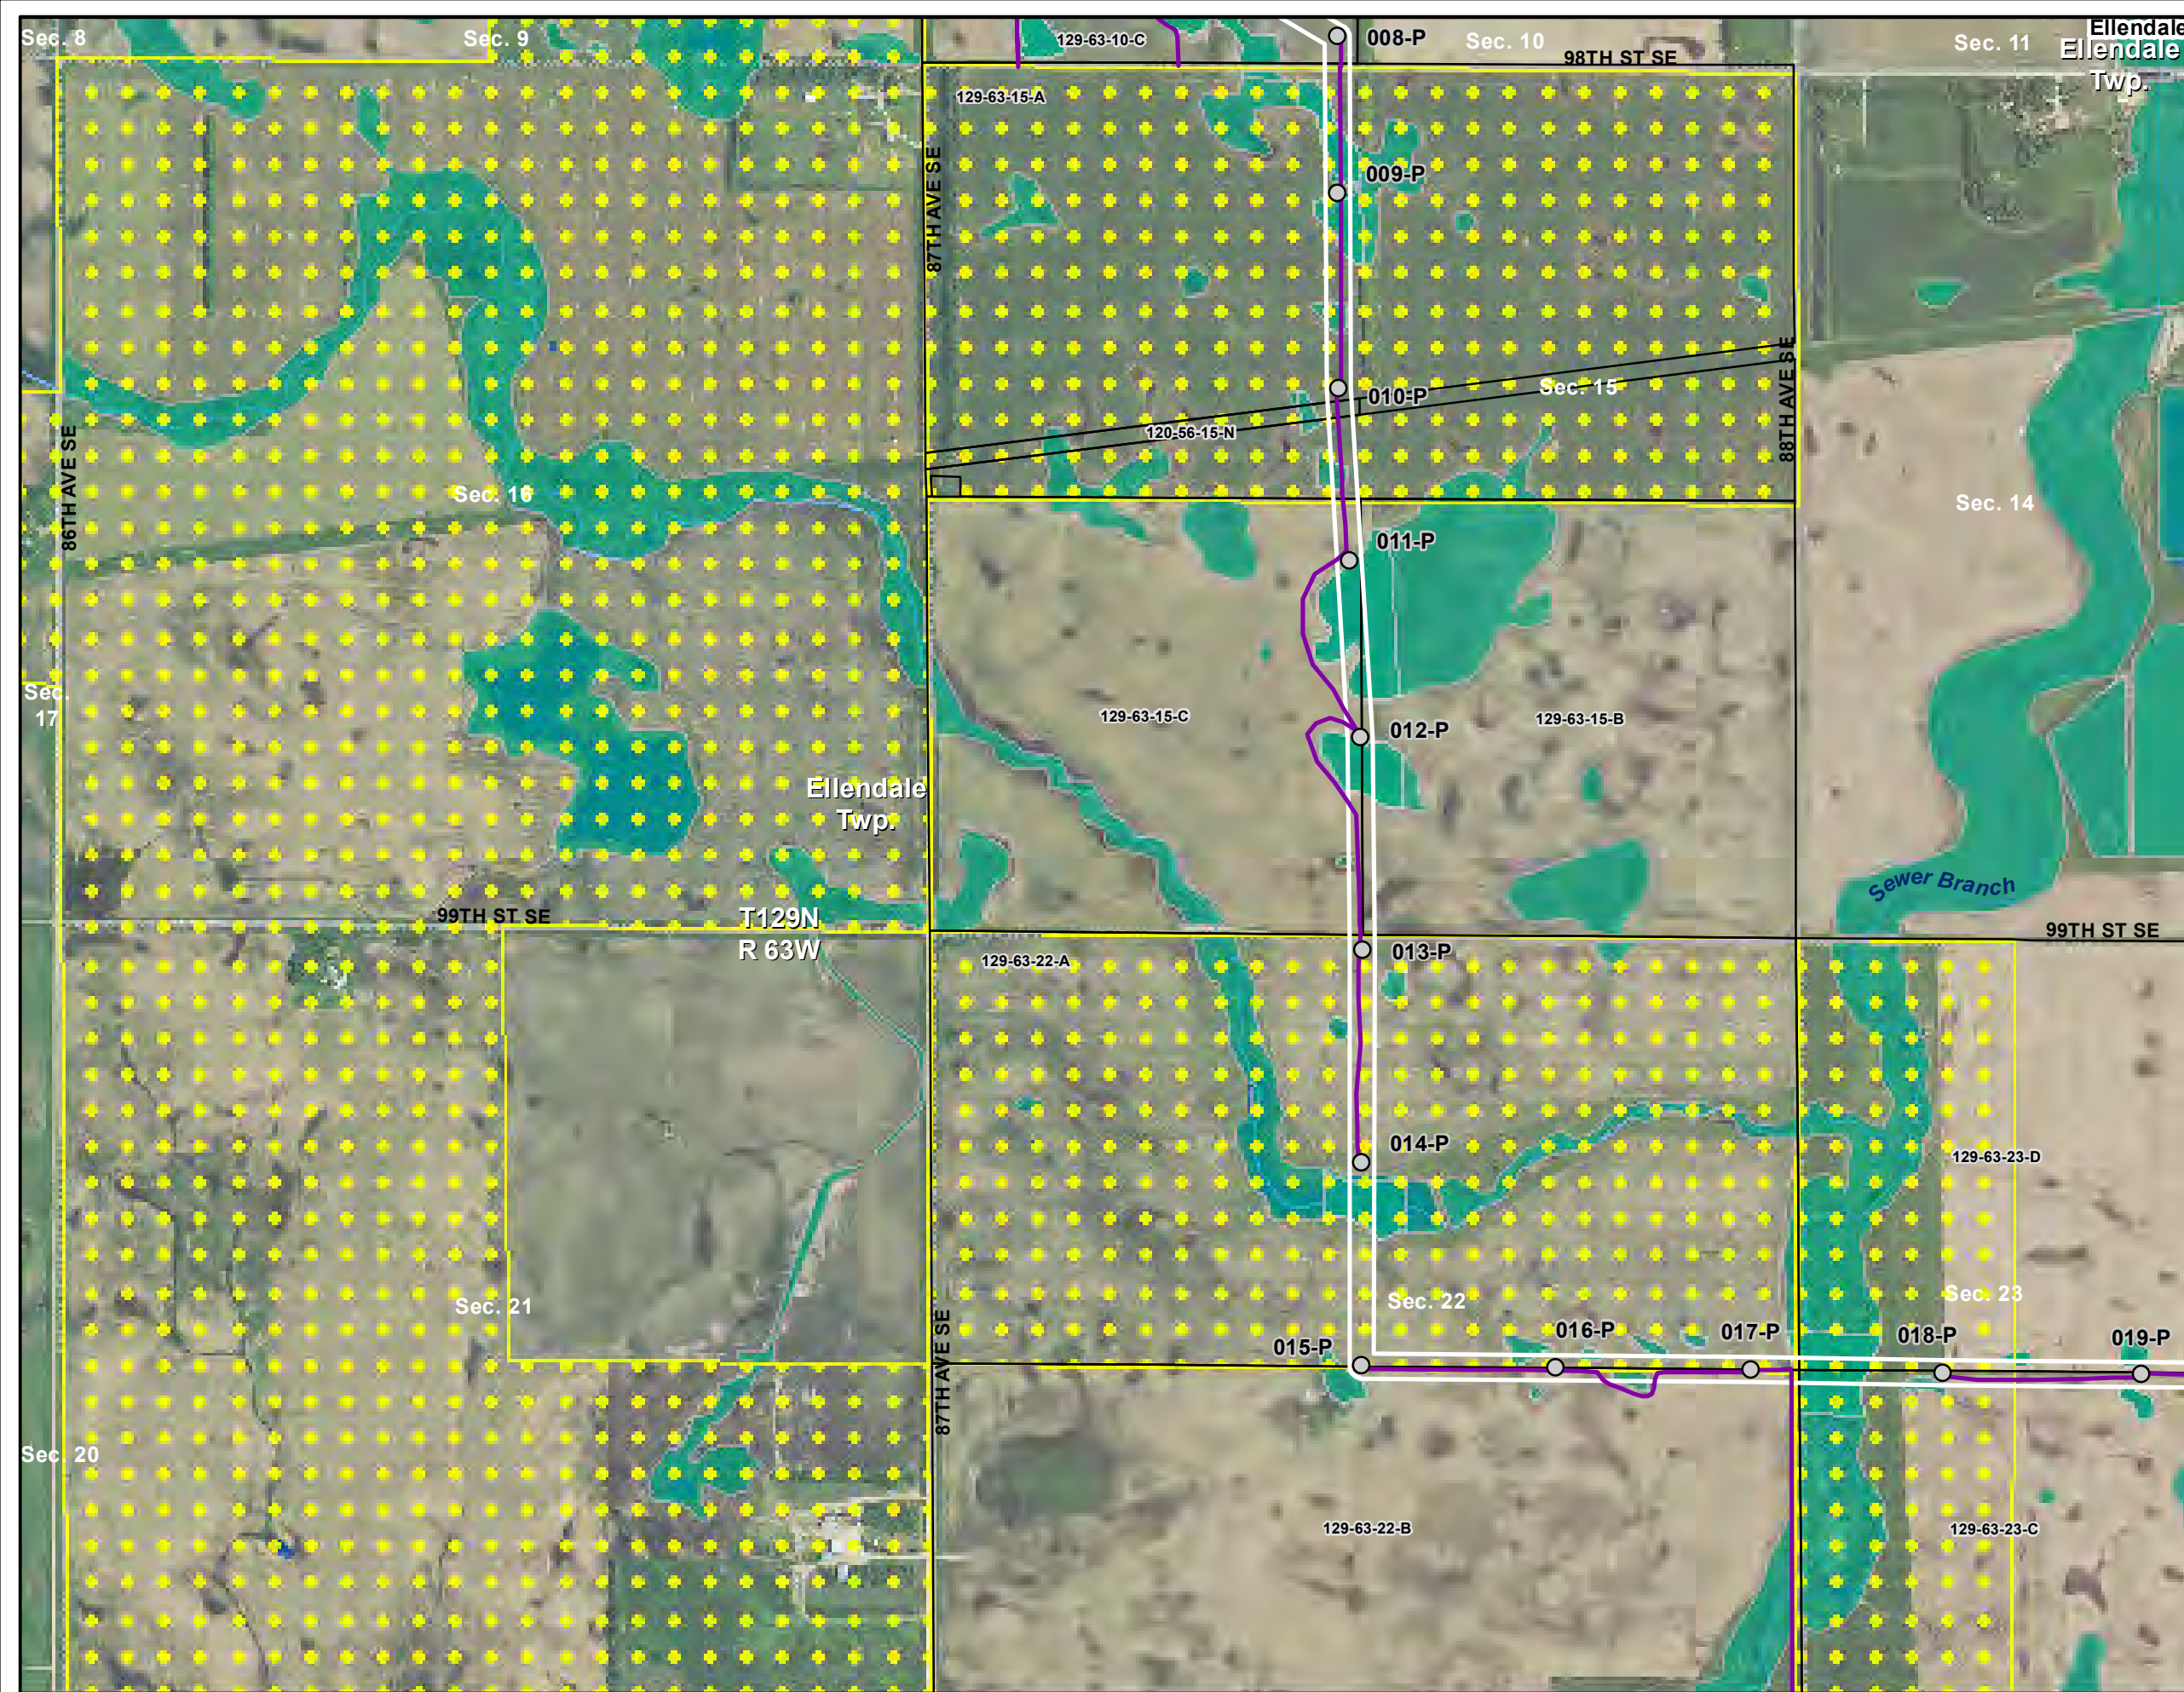 Sec. 8
Sec. 9
129-63-10-C
008-P
Sec. 10
98TH ST SE
Sec. 11
Ellendale
Ellendale
Twp.
129-63-15-A
87TH AVE SE
009-P
010-P
Sec. 15
120-56-15-N
88TH AVE SE
86TH AVE SE
Sec. 16
Sec. 14
011-P
Sec.
17
129-63-15-C
012-P
129-63-15-B
Ellendale
Twp.
Sewer Branch
99TH ST SE
T129N
R 63W
99TH ST SE
129-63-22-A
013-P
014-P
129-63-23-D
Sec. 21
Sec. 22
Sec. 23
87TH AVE SE
015-P
016-P
017-P
018-P
019-P
Sec. 20
129-63-22-B
129-63-23-C